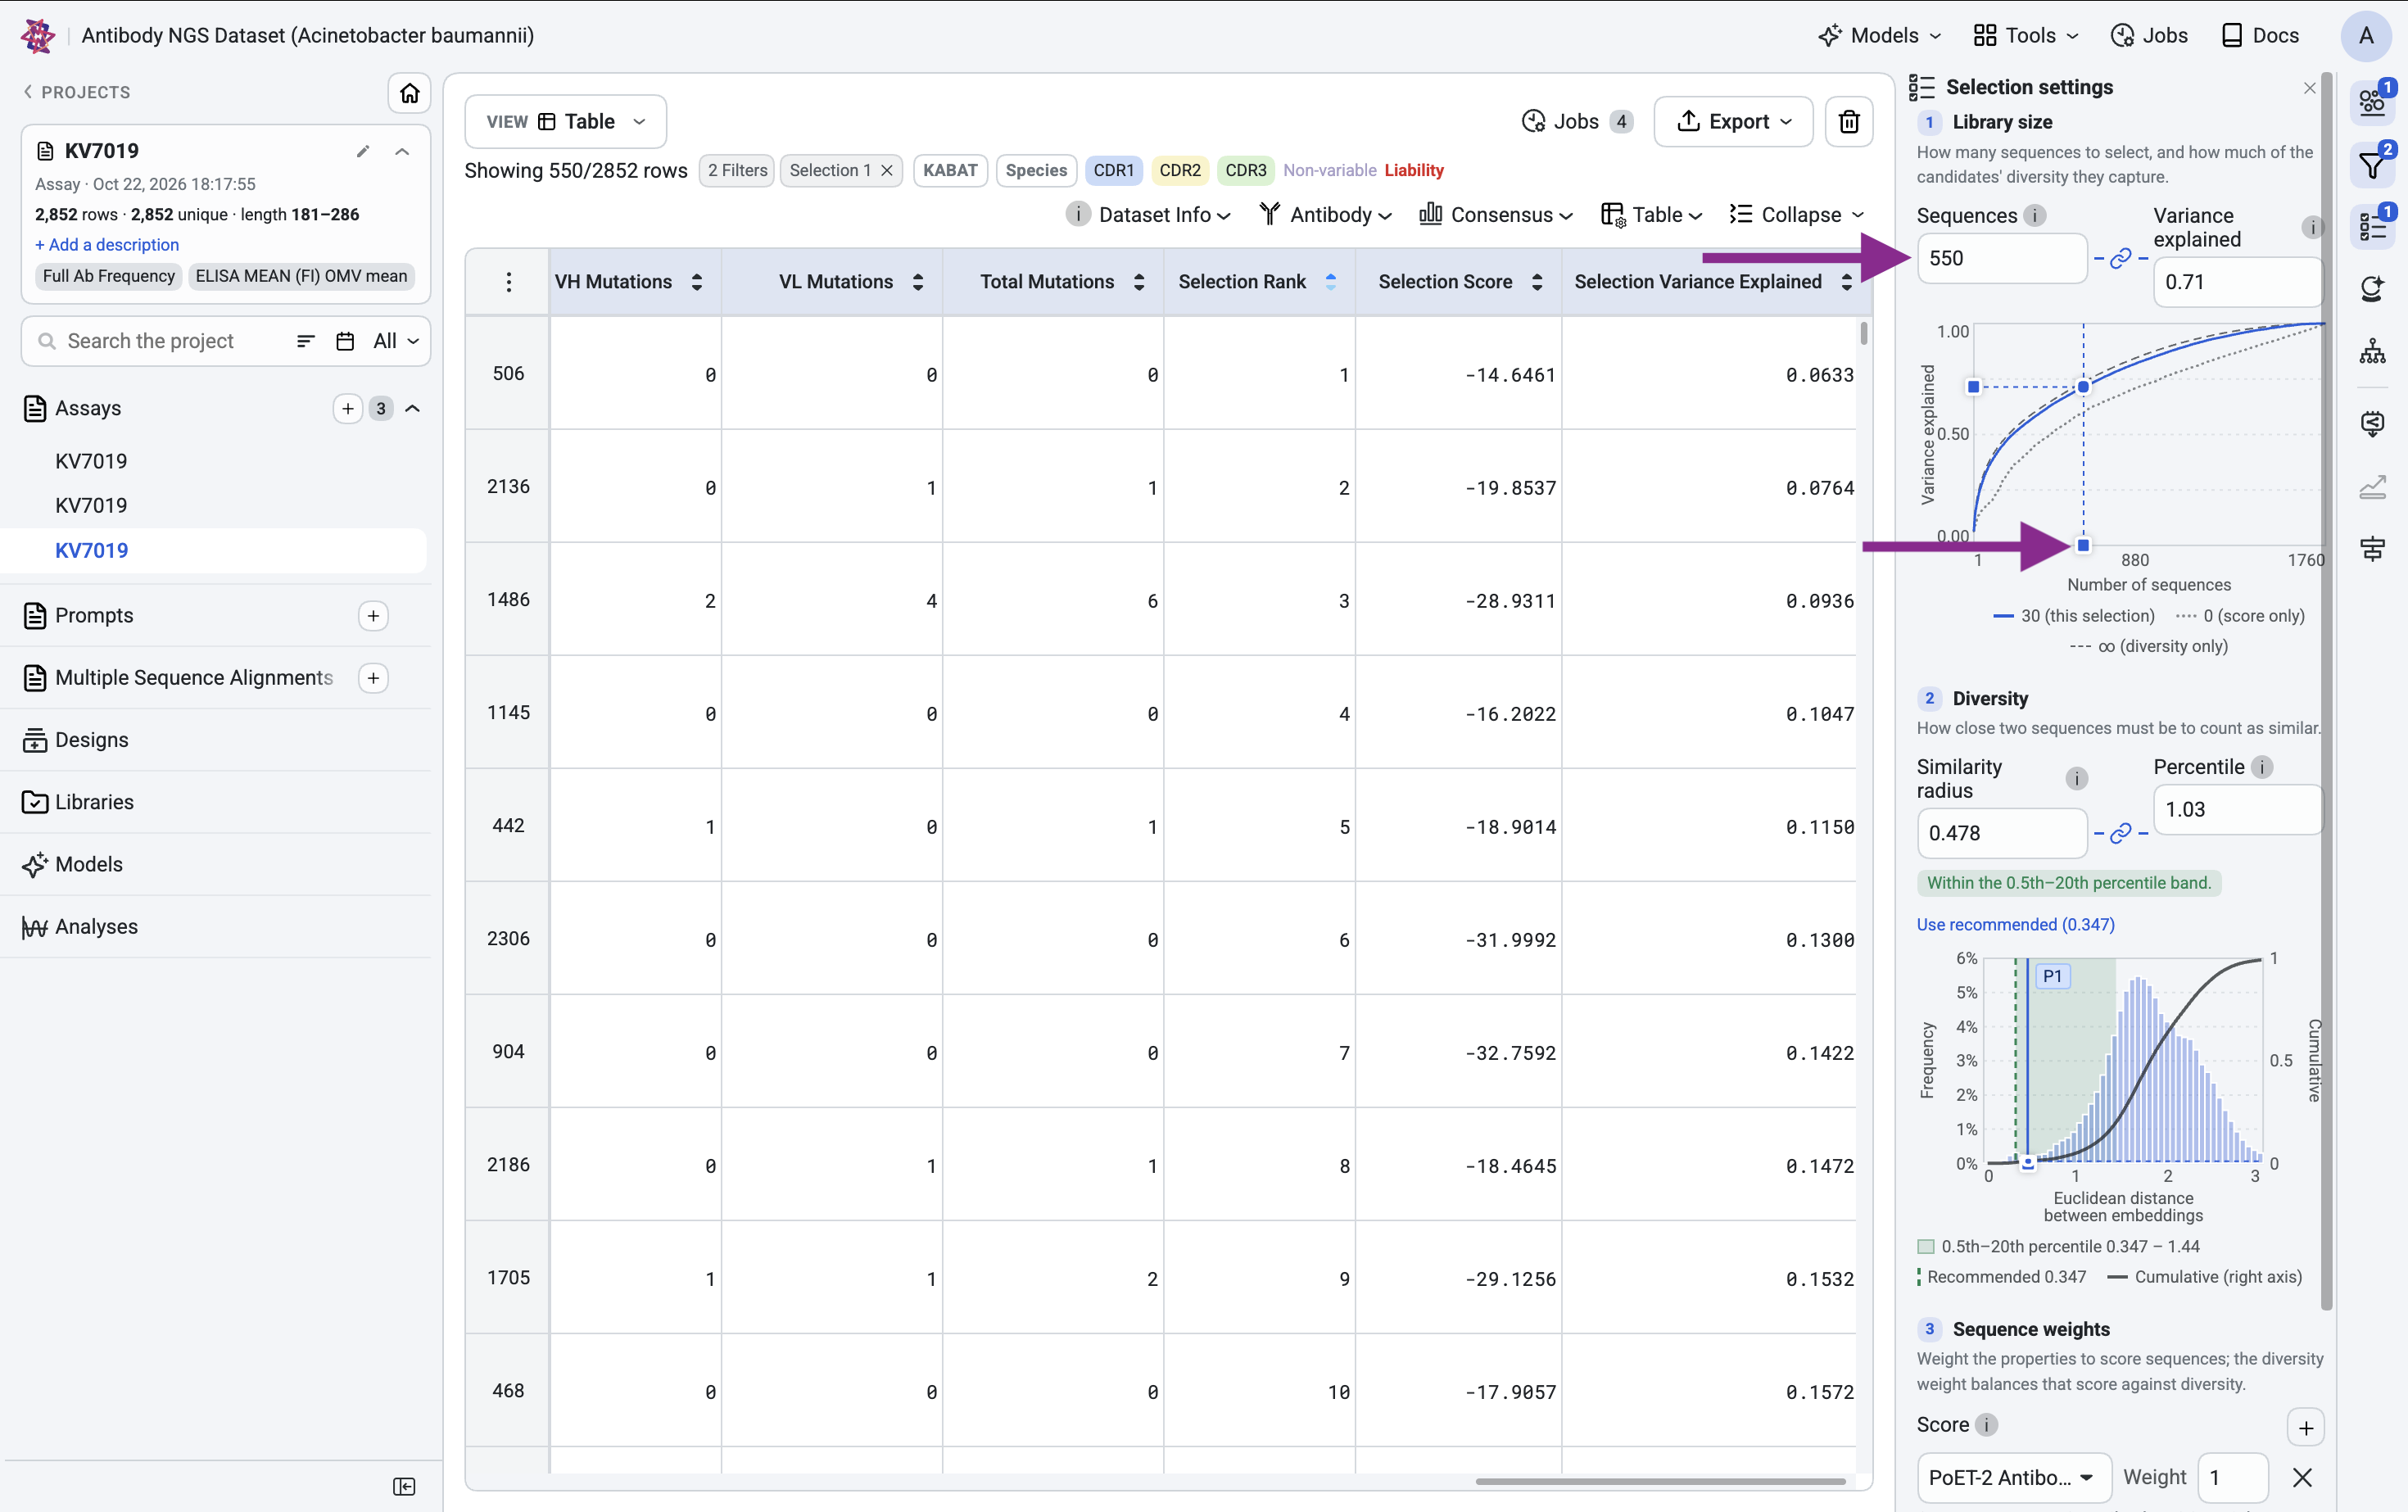 Antibody NGS Dataset (Acinetobacter baumannii)
Models
Tools
Jobs
Docs
A
PROJECTS
KV7019
Assay · Oct 22, 2026 18:17:55
2,852 rows · 2,852 unique · length 181–286
+ Add a description
Full Ab Frequency
ELISA MEAN (FI) OMV mean
Search the project
All
Assays
+
3
KV7019
KV7019
KV7019
Prompts
+
Multiple Sequence Alignments
+
Designs
Libraries
Models
Analyses
VIEW Table
Jobs 4
Export
Showing 550/2852 rows
2 Filters
Selection 1 ×
KABAT
Species
CDR1
CDR2
CDR3
Non-variable
Liability
i Dataset Info
Antibody
Consensus
Table
Collapse
VH Mutations VL Mutations Total Mutations Selection Rank Selection Score Selection Variance Explained
506 0 0 0 1 -14.6461 0.0633
2136 0 1 1 2 -19.8537 0.0764
1486 2 4 6 3 -28.9311 0.0936
1145 0 0 0 4 -16.2022 0.1047
442 1 0 1 5 -18.9014 0.1150
2306 0 0 0 6 -31.9992 0.1300
904 0 0 0 7 -32.7592 0.1422
2186 0 1 1 8 -18.4645 0.1472
1705 1 1 2 9 -29.1256 0.1532
468 0 0 0 10 -17.9057 0.1572
Selection settings
1 Library size
How many sequences to select, and how much of the
candidates' diversity they capture.
Sequences i
550
Variance
explained i
0.71
Variance explained
1.00
0.50
0.00
1 880 1760
Number of sequences
30 (this selection) 0 (score only)
∞ (diversity only)
2 Diversity
How close two sequences must be to count as similar.
Similarity
radius i
0.478
Percentile i
1.03
Within the 0.5th–20th percentile band.
Use recommended (0.347)
Frequency
6%
5%
4%
3%
2%
1%
0%
P1
Cumulative
1
0.5
0
0 1 2 3
Euclidean distance
between embeddings
0.5th–20th percentile 0.347 – 1.44
Recommended 0.347 Cumulative (right axis)
3 Sequence weights
Weight the properties to score sequences; the diversity
weight balances that score against diversity.
Score i
+
PoET-2 Antibo... Weight 1
1
2
1